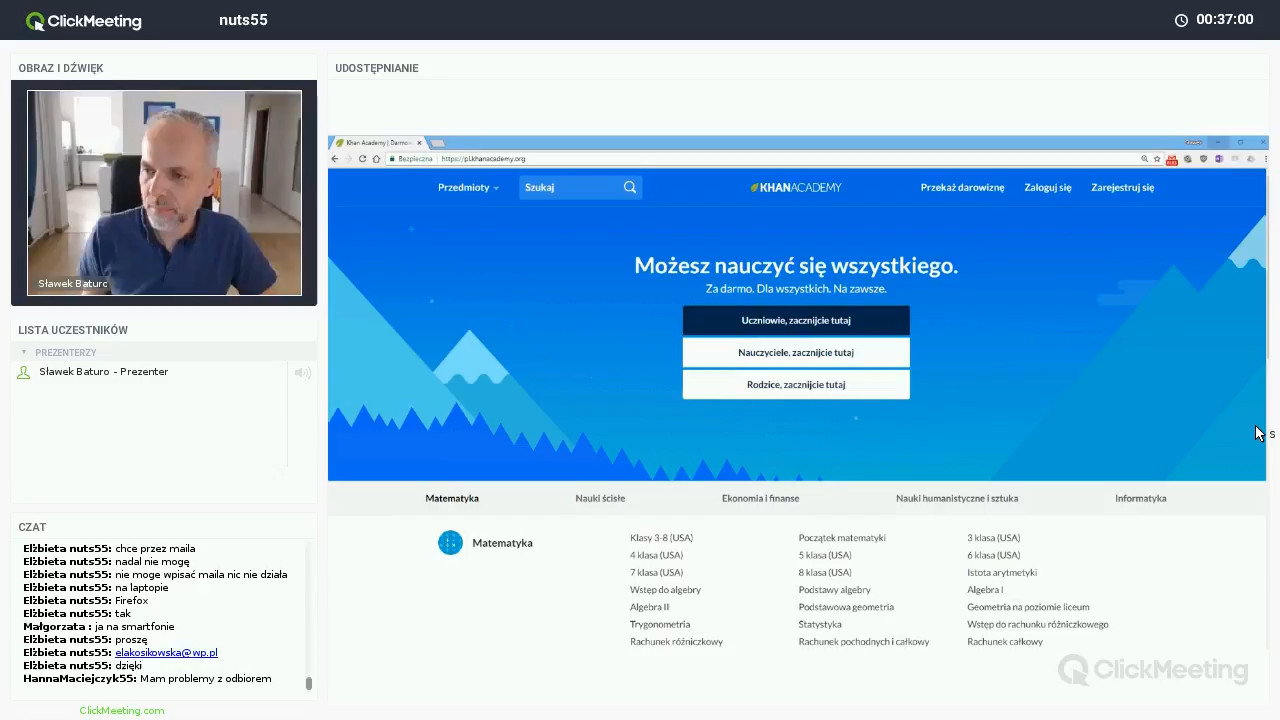 ClickMeeting
nuts55
00:37:00
OBRAZ I DŹWIĘK
Sławek Baturo
LISTA UCZESTNIKÓW
PREZENTERZY
Sławek Baturo - Prezenter
CZAT
Elżbieta nuts55: chce przez maila
Elżbieta nuts55: nadal nie mogę
Elżbieta nuts55: nie moge wpisać maila nic nie działa
Elżbieta nuts55: na laptopie
Elżbieta nuts55: Firefox
Elżbieta nuts55: tak
Małgorzata : ja na smartfonie
Elżbieta nuts55: proszę
Elżbieta nuts55: elakosikowska@wp.pl
Elżbieta nuts55: dzięki
HannaMaciejczyk55: Mam problemy z odbiorem
ClickMeeting.com
UDOSTĘPNIANIE
Khan Academy | Darmo
Bezpieczna https://pl.khanacademy.org
Przedmioty Szukaj KHANACADEMY Przekaż darowiznę Zaloguj się Zarejestruj się
Możesz nauczyć się wszystkiego.
Za darmo. Dla wszystkich. Na zawsze.
Uczniowie, zacznijcie tutaj
Nauczyciele, zacznijcie tutaj
Rodzice, zacznijcie tutaj
S
Matematyka Nauki ścisłe Ekonomia i finanse Nauki humanistyczne i sztuka Informatyka
Matematyka
Klasy 3-8 (USA) Początek matematyki 3 klasa (USA)
4 klasa (USA) 5 klasa (USA) 6 klasa (USA)
7 klasa (USA) 8 klasa (USA) Istota arytmetyki
Wstęp do algebry Podstawy algebry Algebra I
Algebra II Podstawowa geometria Geometria na poziomie liceum
Trygonometria Statystyka Wstęp do rachunku różniczkowego
Rachunek różniczkowy Rachunek pochodnych i całkowy Rachunek całkowy
ClickMeeting